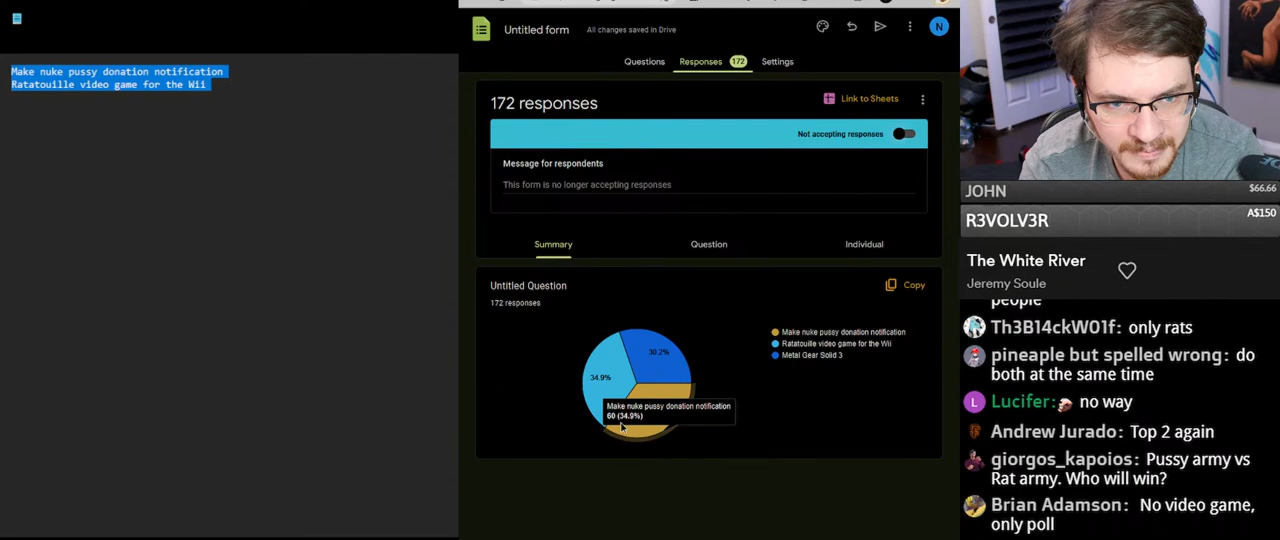 Make nuke pussy donation notification
Ratatouille video game for the Wii
Untitled form
All changes saved in Drive
N
Questions
Responses 172
Settings
172 responses
Link to Sheets
Not accepting responses
Message for respondents
This form is no longer accepting responses
Summary
Question
Individual
Untitled Question
Copy
172 responses
30.2%
34.9%
Make nuke pussy donation notification
60 (34.9%)
Make nuke pussy donation notification
Ratatouille video game for the Wii
Metal Gear Solid 3
JOHN $66.66
R3VOLV3R A$150
The White River
Jeremy Soule
people
Th3B14ckW01f: only rats
pineaple but spelled wrong: do
both at the same time
L Lucifer: no way
Andrew Jurado: Top 2 again
giorgos_kapoios: Pussy army vs
Rat army. Who will win?
Brian Adamson: No video game,
only poll